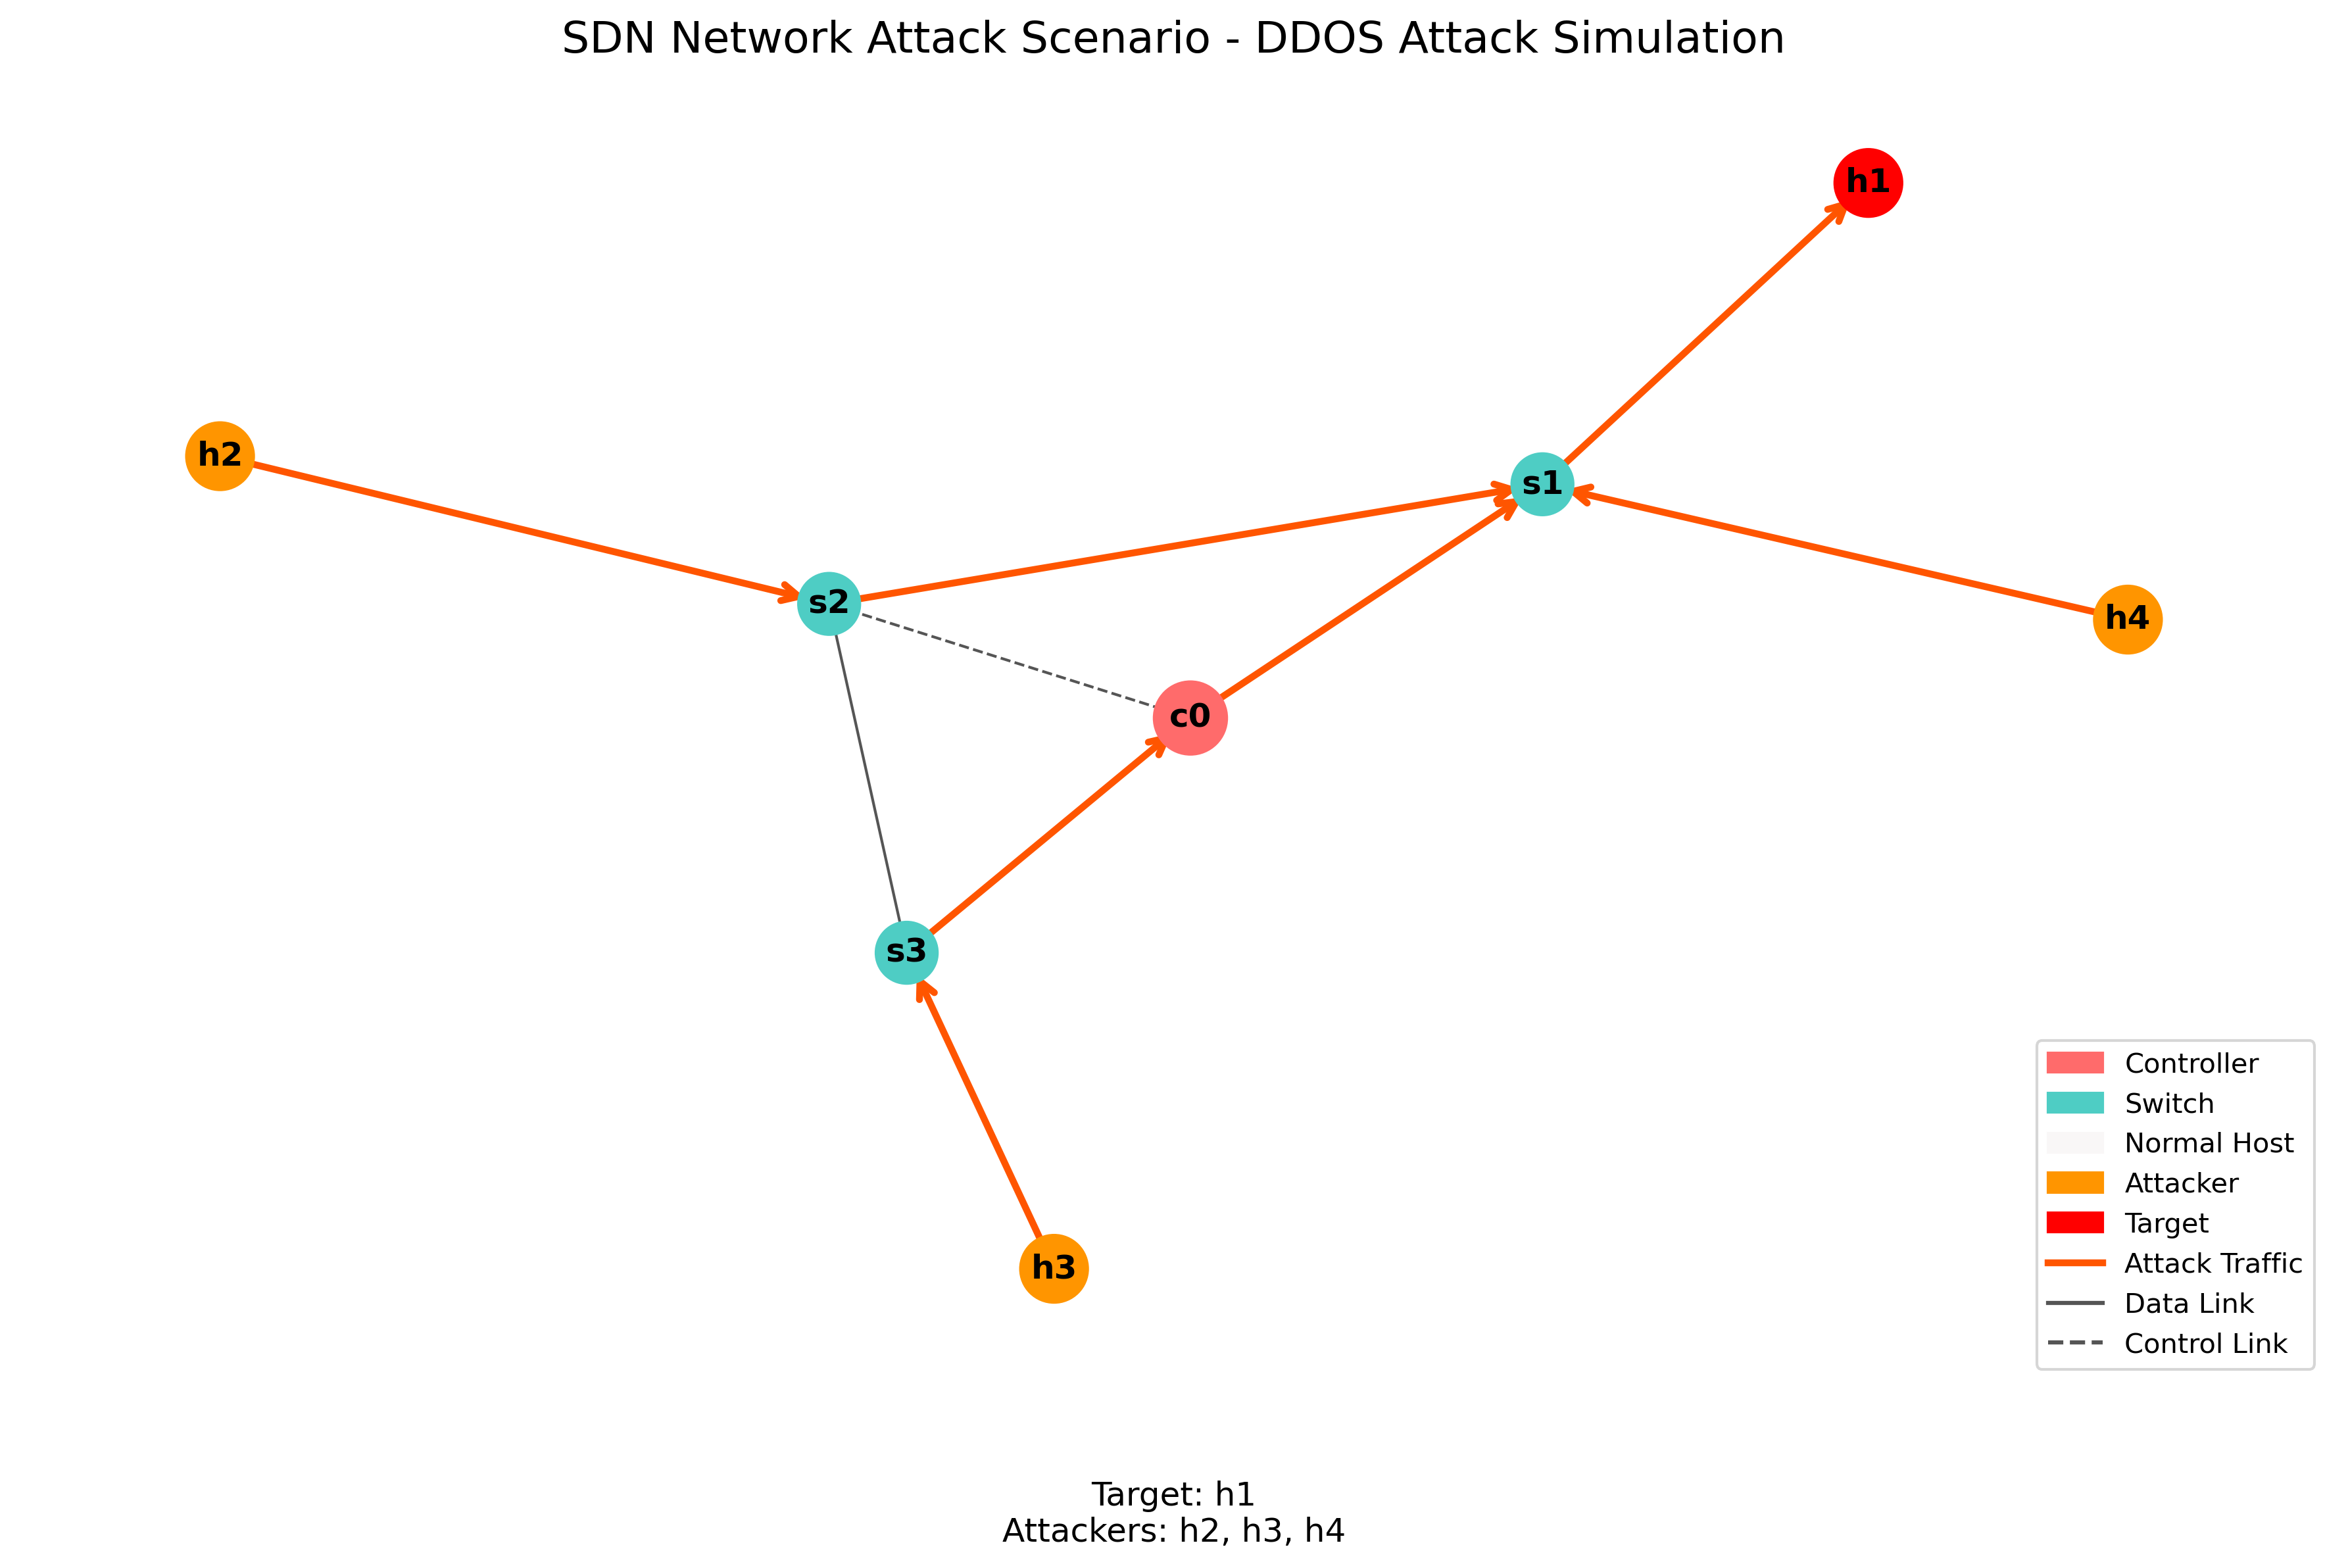 SDN Network Attack Scenario - DDOS Attack Simulation
h1
h2
s1
s2
h4
c0
s3
h3
Controller
Switch
Normal Host
Attacker
Target
Attack Traffic
Data Link
Control Link
Target: h1
Attackers: h2, h3, h4